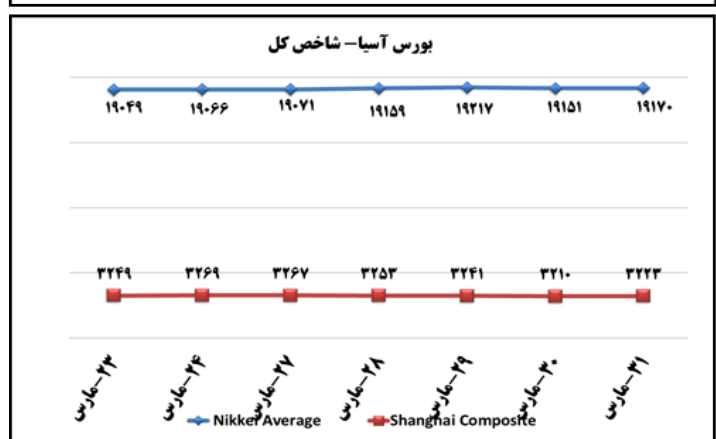 بورس آسیا– شاخص کل
۱۹۰۴۹ ۱۹۰۶۶ ۱۹۰۷۱ ۱۹۱۵۹ ۱۹۲۱۷ ۱۹۱۵۱ ۱۹۱۷۰
۳۲۴۹ ۳۲۶۹ ۳۲۶۷ ۳۲۵۳ ۳۲۴۱ ۳۲۱۰ ۳۲۲۳
۲۳–مارس ۲۴–مارس ۲۷–مارس ۲۸–مارس ۲۹–مارس ۳۰–مارس ۳۱–مارس
Nikkei Average Shanghai Composite